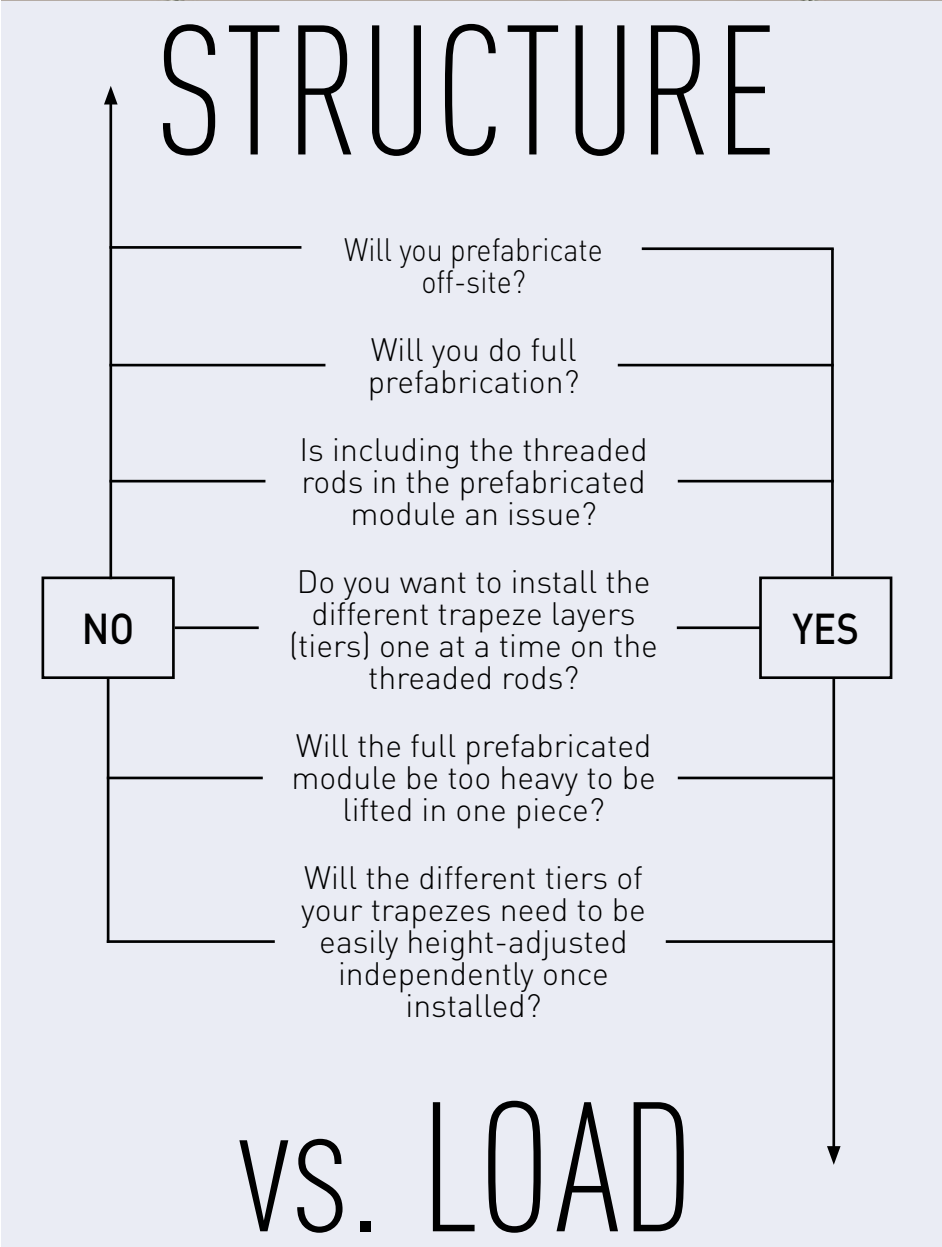 STRUCTURE
Will you prefabricate
off-site?
Will you do full
prefabrication?
Is including the threaded
rods in the prefabricated
module an issue?
NO
Do you want to install the
different trapeze layers
(tiers) one at a time on the
threaded rods?
YES
Will the full prefabricated
module be too heavy to be
lifted in one piece?
Will the different tiers of
your trapezes need to be
easily height-adjusted
independently once
installed?
vs. LOAD